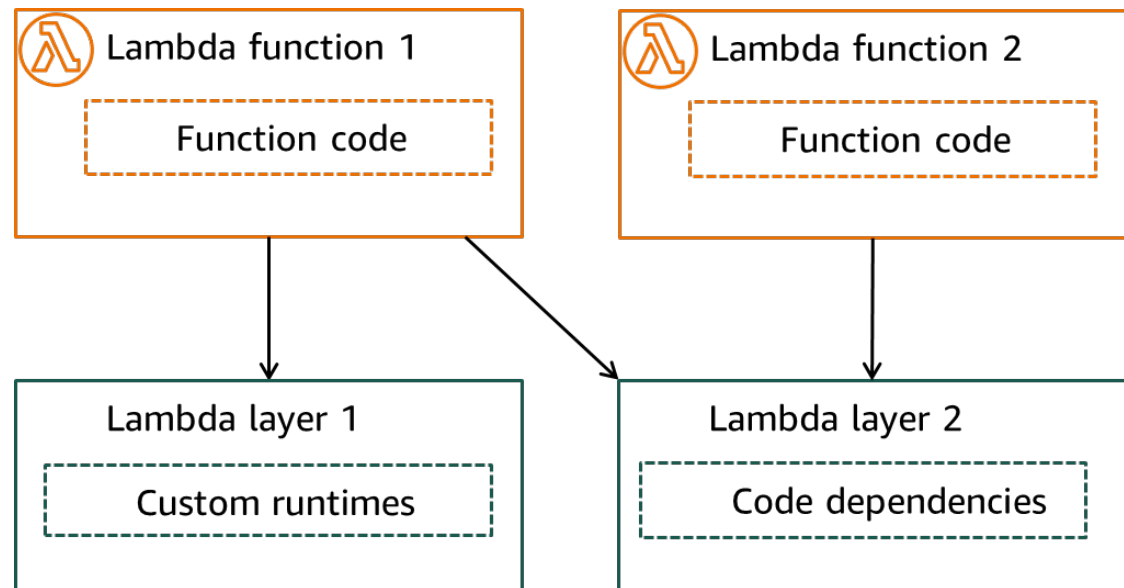 Lambda function 1
Function code
Lambda function 2
Function code
Lambda layer 1
Custom runtimes
Lambda layer 2
Code dependencies